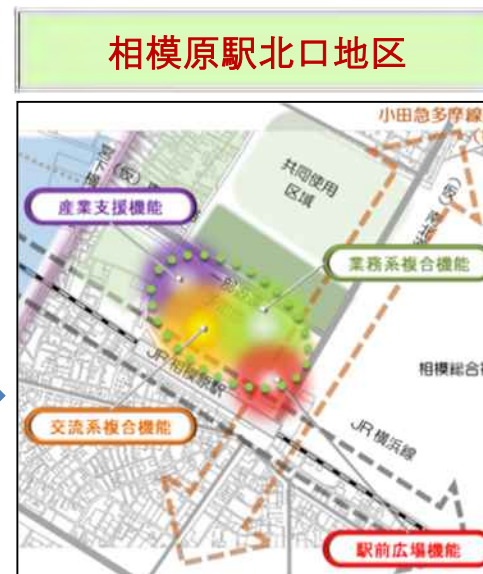 相模原駅北口地区
小田急多摩線
共同使用
区域
産業支援機能
業務系複合機能
JR相模原駅
相模総合補
交流系複合機能
JR横浜線
駅前広場機能